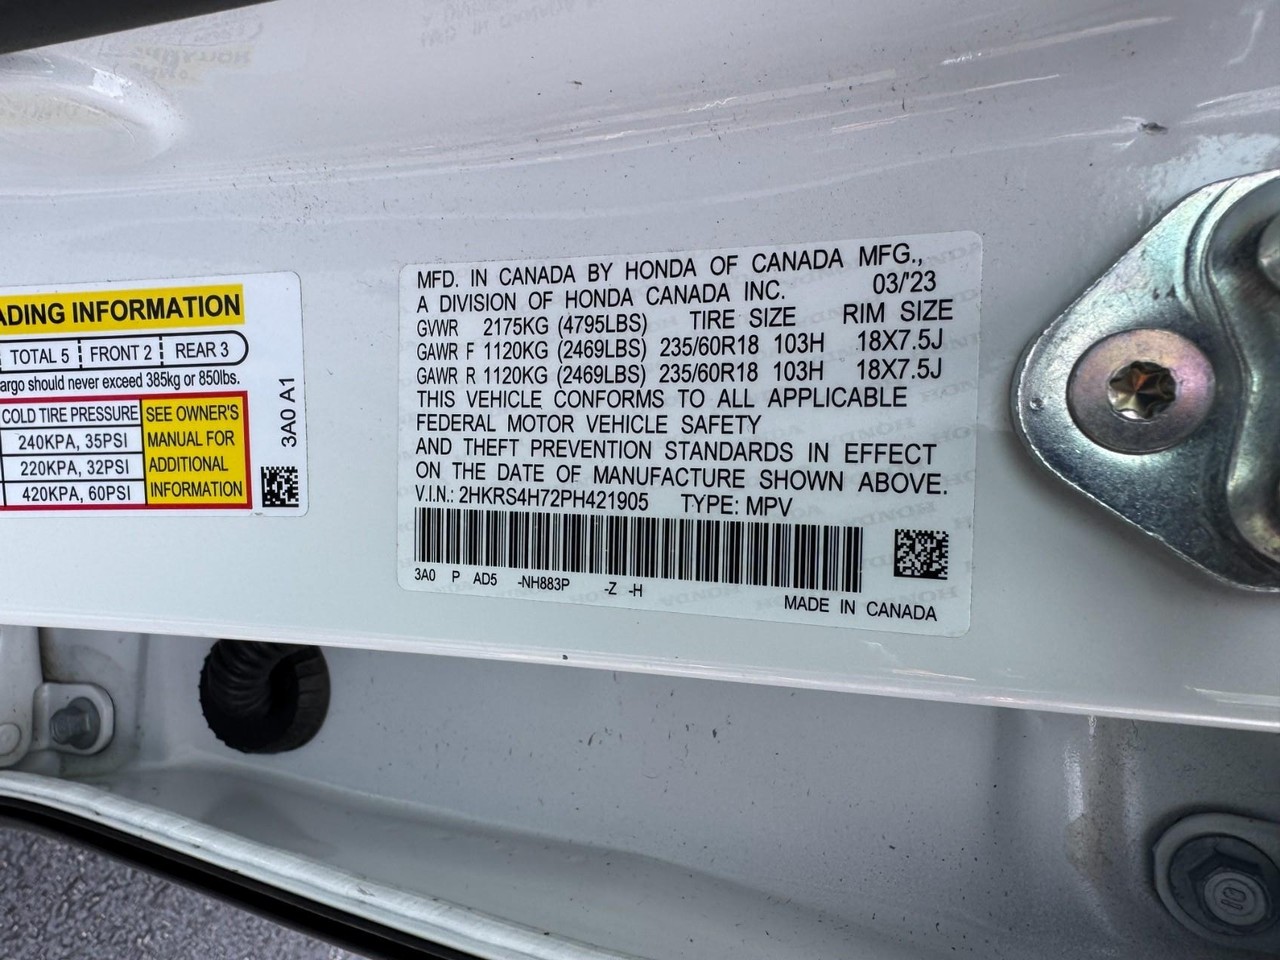 ADING INFORMATION
TOTAL 5 FRONT 2 REAR 3
argo should never exceed 385kg or 850lbs.
COLD TIRE PRESSURE
240KPA, 35PSI
220KPA, 32PSI
420KPA, 60PSI
SEE OWNER'S
MANUAL FOR
ADDITIONAL
INFORMATION
3A0 A1
MFD. IN CANADA BY HONDA OF CANADA MFG.,
A DIVISION OF HONDA CANADA INC. 03/'23
GVWR 2175KG (4795LBS) TIRE SIZE RIM SIZE
GAWR F 1120KG (2469LBS) 235/60R18 103H 18X7.5J
GAWR R 1120KG (2469LBS) 235/60R18 103H 18X7.5J
THIS VEHICLE CONFORMS TO ALL APPLICABLE
FEDERAL MOTOR VEHICLE SAFETY
AND THEFT PREVENTION STANDARDS IN EFFECT
ON THE DATE OF MANUFACTURE SHOWN ABOVE.
V.I.N.: 2HKRS4H72PH421905 TYPE: MPV
3A0 P AD5 -NH883P -Z -H
MADE IN CANADA